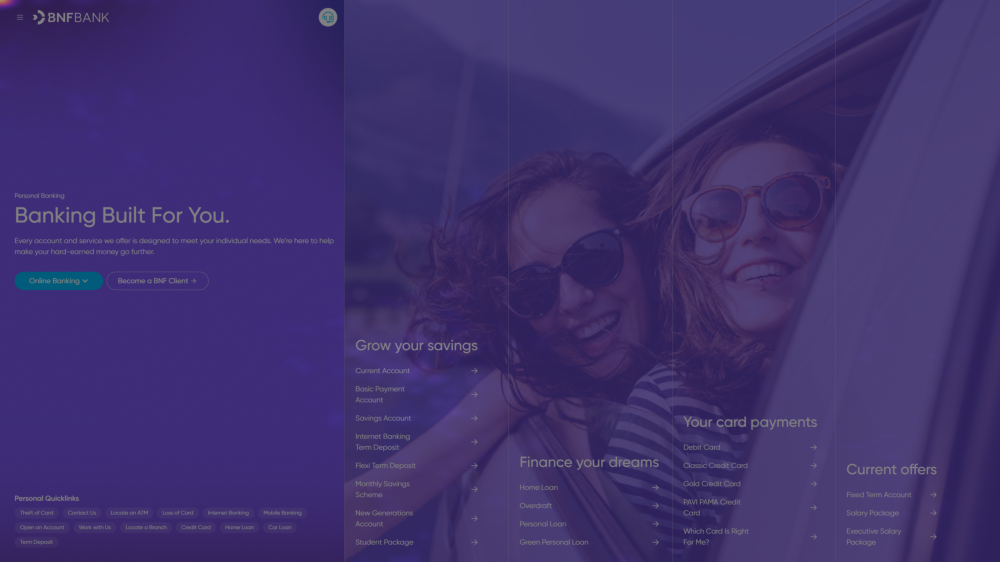 BNFBANK
Personal Banking
Banking Built For You.
Every account and service we offer is designed to meet your individual needs. We're here to help
make your hard-earned money go further.
Online Banking
Become a BNF Client →
Personal Quicklinks
Theft of Card
Contact Us
Locate an ATM
Loss of Card
Internet Banking
Mobile Banking
Open an Account
Work with Us
Locate a Branch
Credit Card
Home Loan
Car Loan
Term Deposit
Grow your savings
Current Account →
Basic Payment
Account →
Savings Account →
Internet Banking
Term Deposit →
Flexi Term Deposit →
Monthly Savings
Scheme →
New Generations
Account →
Student Package →
Finance your dreams
Home Loan →
Overdraft →
Personal Loan →
Green Personal Loan →
Your card payments
Debit Card →
Classic Credit Card →
Gold Credit Card →
PAVI PAMA Credit
Card →
Which Card Is Right
For Me? →
Current offers
Fixed Term Account →
Salary Package →
Executive Salary
Package →